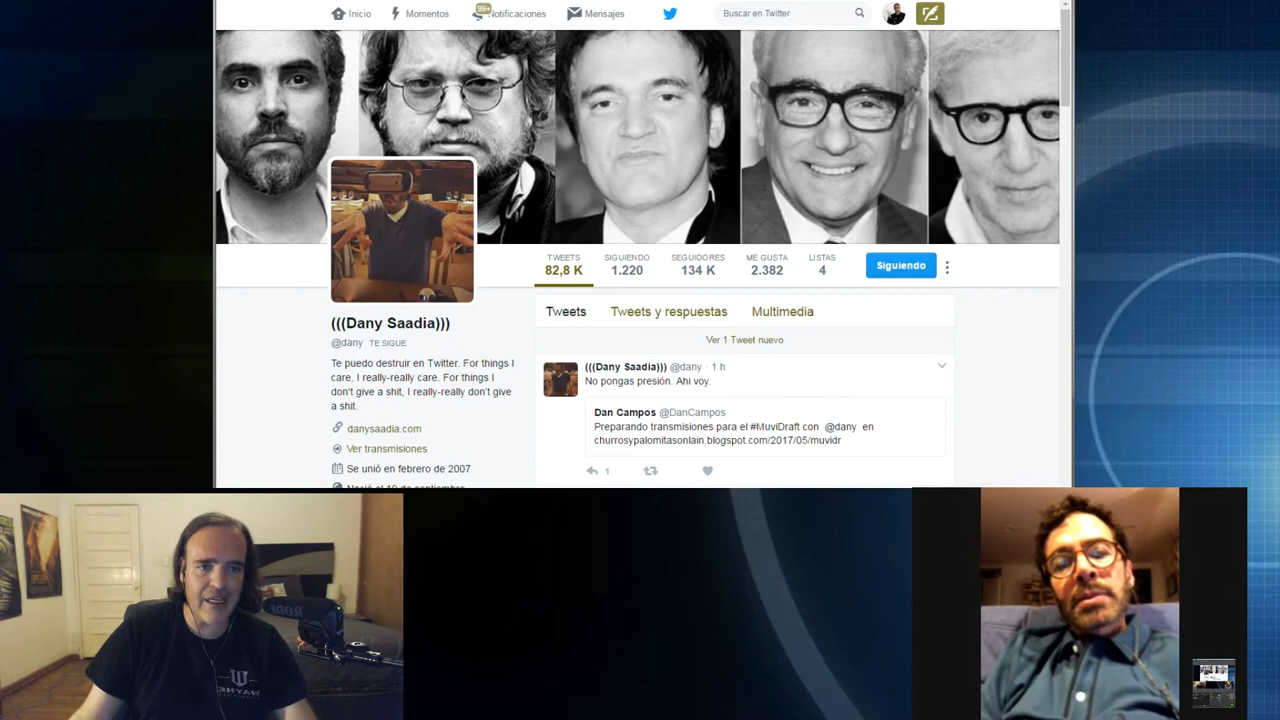 Inicio
Momentos
99+
Notificaciones
Mensajes
Buscar en Twitter
TWEETS
82,8 K
SIGUIENDO
1.220
SEGUIDORES
134 K
ME GUSTA
2.382
LISTAS
4
Siguiendo
(((Dany Saadia)))
@dany TE SIGUE
Te puedo destruir en Twitter. For things I
care, I really-really care. For things I
don't give a shit, I really-really don't give
a shit.
danysaadia.com
Ver transmisiones
Se unió en febrero de 2007
Tweets
Tweets y respuestas
Multimedia
Ver 1 Tweet nuevo
(((Dany Saadia))) @dany · 1 h
No pongas presión. Ahi voy.
Dan Campos @DanCampos
Preparando transmisiones para el #MuviDraft con @dany en
churrosypalomitasonlain.blogspot.com/2017/05/muvidr
1